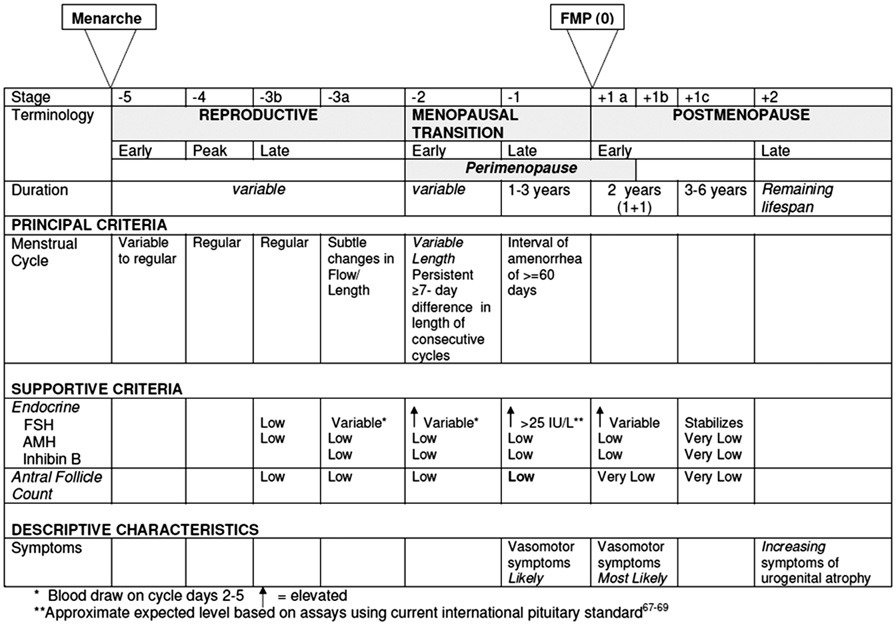 Menarche
FMP (0)
Stage -5 -4 -3b -3a -2 -1 +1 a +1b +1c +2
Terminology REPRODUCTIVE MENOPAUSAL TRANSITION POSTMENOPAUSE
Early Peak Late Early Late Early Late
Perimenopause
Duration variable variable 1-3 years 2 years (1+1) 3-6 years Remaining lifespan
PRINCIPAL CRITERIA
Menstrual Cycle Variable to regular Regular Regular Subtle changes in Flow/ Length Variable Length Persistent ≥7- day difference in length of consecutive cycles Interval of amenorrhea of >=60 days
SUPPORTIVE CRITERIA
Endocrine
FSH Low Variable* ↑ Variable* ↑ >25 IU/L** ↑ Variable Stabilizes
AMH Low Low Low Low Low Very Low
Inhibin B Low Low Low Low Very Low
Antral Follicle Count Low Low Low Low Very Low Very Low
DESCRIPTIVE CHARACTERISTICS
Symptoms Vasomotor symptoms Likely Vasomotor symptoms Most Likely Increasing symptoms of urogenital atrophy
* Blood draw on cycle days 2-5 ↑ = elevated
**Approximate expected level based on assays using current international pituitary standard67-69